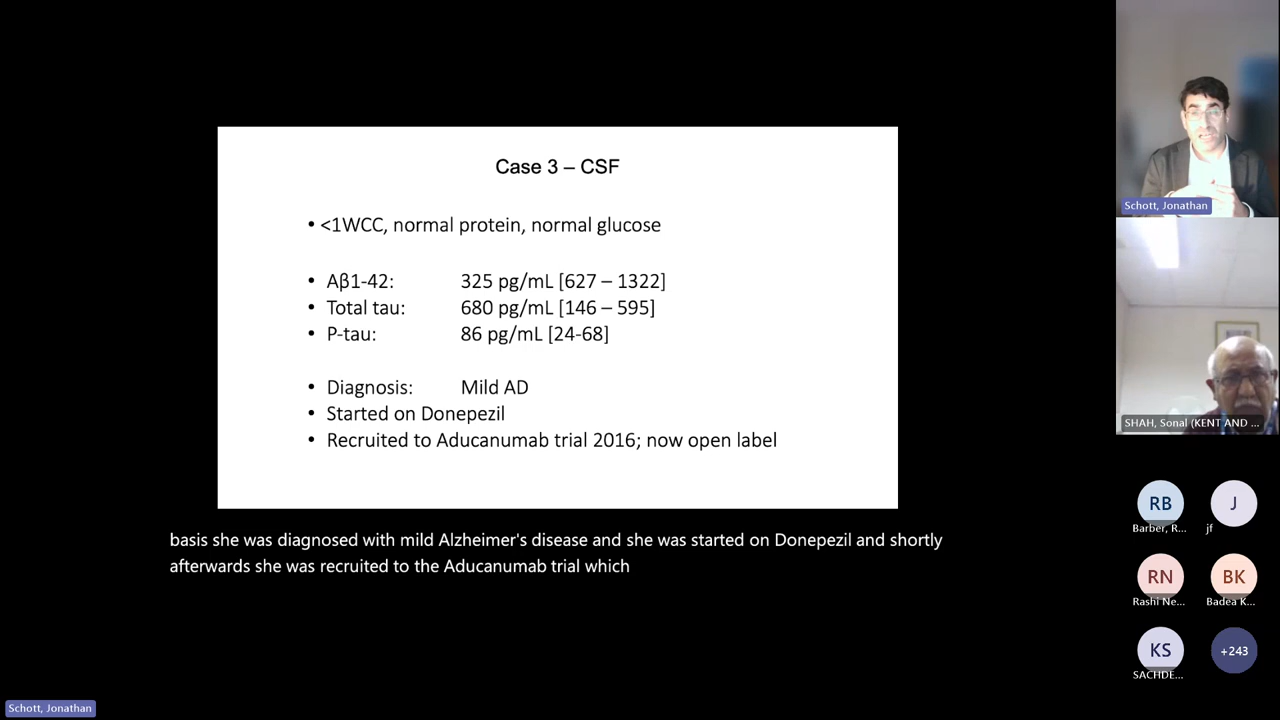 Case 3 – CSF
• <1WCC, normal protein, normal glucose
• Aβ1-42: 325 pg/mL [627 – 1322]
• Total tau: 680 pg/mL [146 – 595]
• P-tau: 86 pg/mL [24-68]
• Diagnosis: Mild AD
• Started on Donepezil
• Recruited to Aducanumab trial 2016; now open label
basis she was diagnosed with mild Alzheimer's disease and she was started on Donepezil and shortly
afterwards she was recruited to the Aducanumab trial which
Schott, Jonathan
SHAH, Sonal (KENT AND ...
RB
J
Barber, R...
jf
RN
BK
Rashi Ne...
Badea K...
KS
+243
SACHDE...
Schott, Jonathan